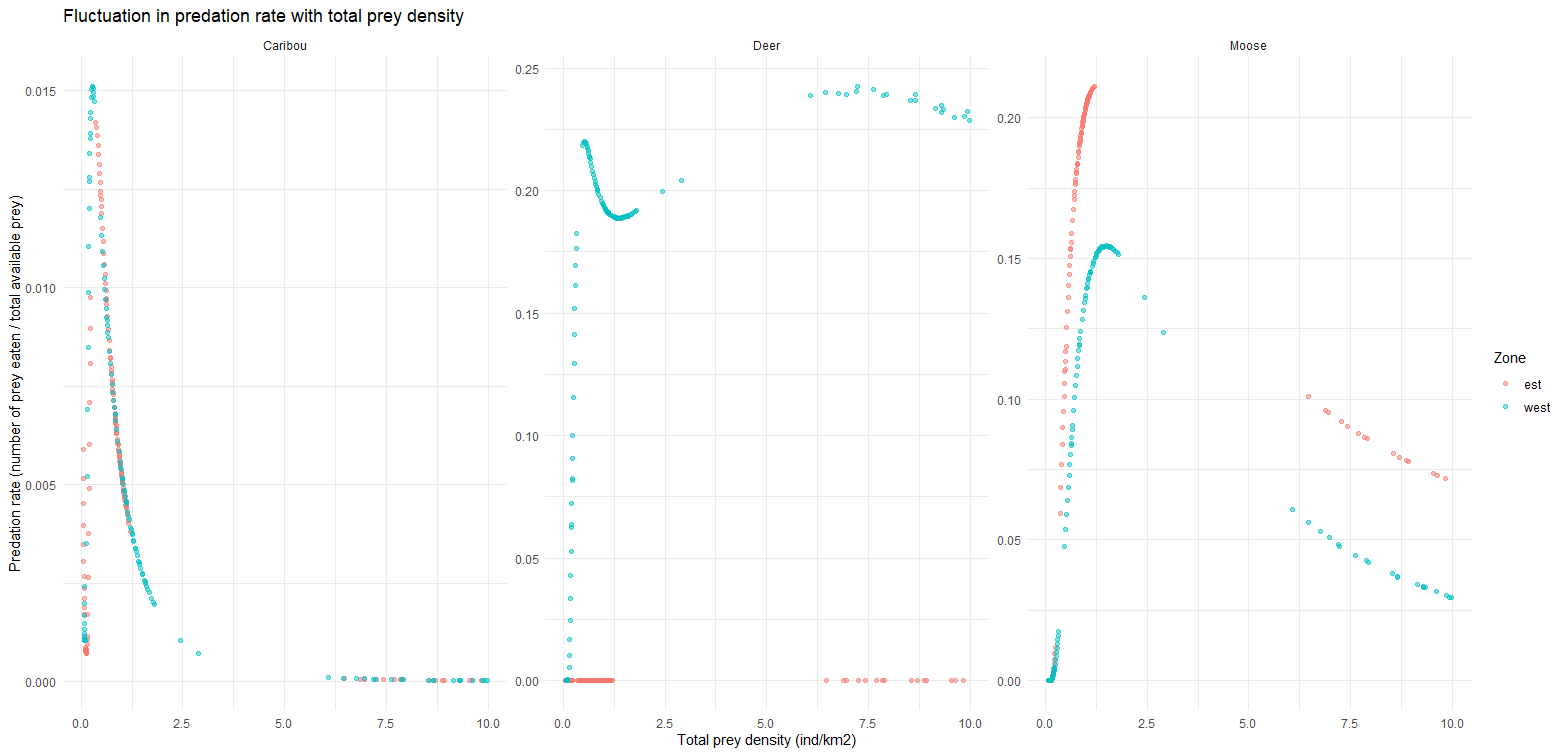 Fluctuation in predation rate with total prey density
Caribou
Deer
Moose
Predation rate (number of prey eaten / total available prey)
0.015
0.010
0.005
0.000
0.25
0.20
0.15
0.10
0.05
0.00
0.20
0.15
0.10
0.05
0.00
0.0 2.5 5.0 7.5 10.0
0.0 2.5 5.0 7.5 10.0
0.0 2.5 5.0 7.5 10.0
Total prey density (ind/km2)
Zone
est
west